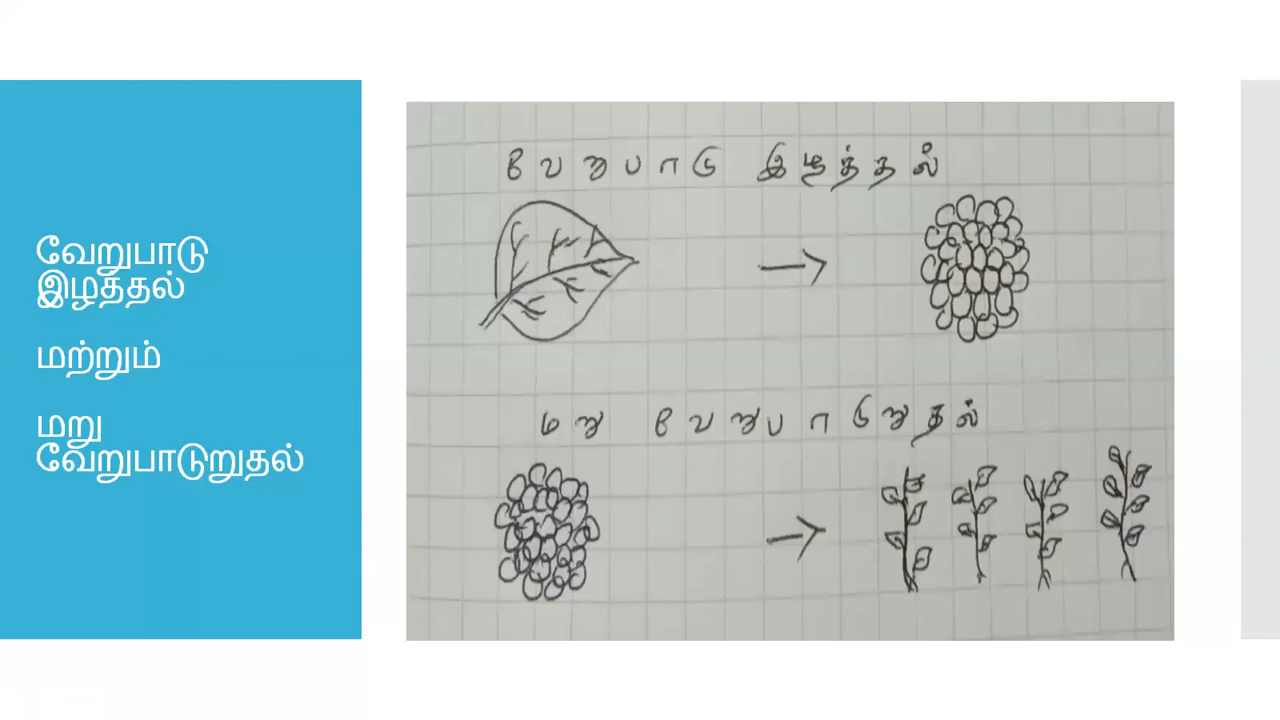 வேறுபாடு
இழத்தல்
மற்றும்
மறு
வேறுபாடுறுதல்
வேறுபாடு இழத்தல்
மறு வேறுபாடுறுதல்